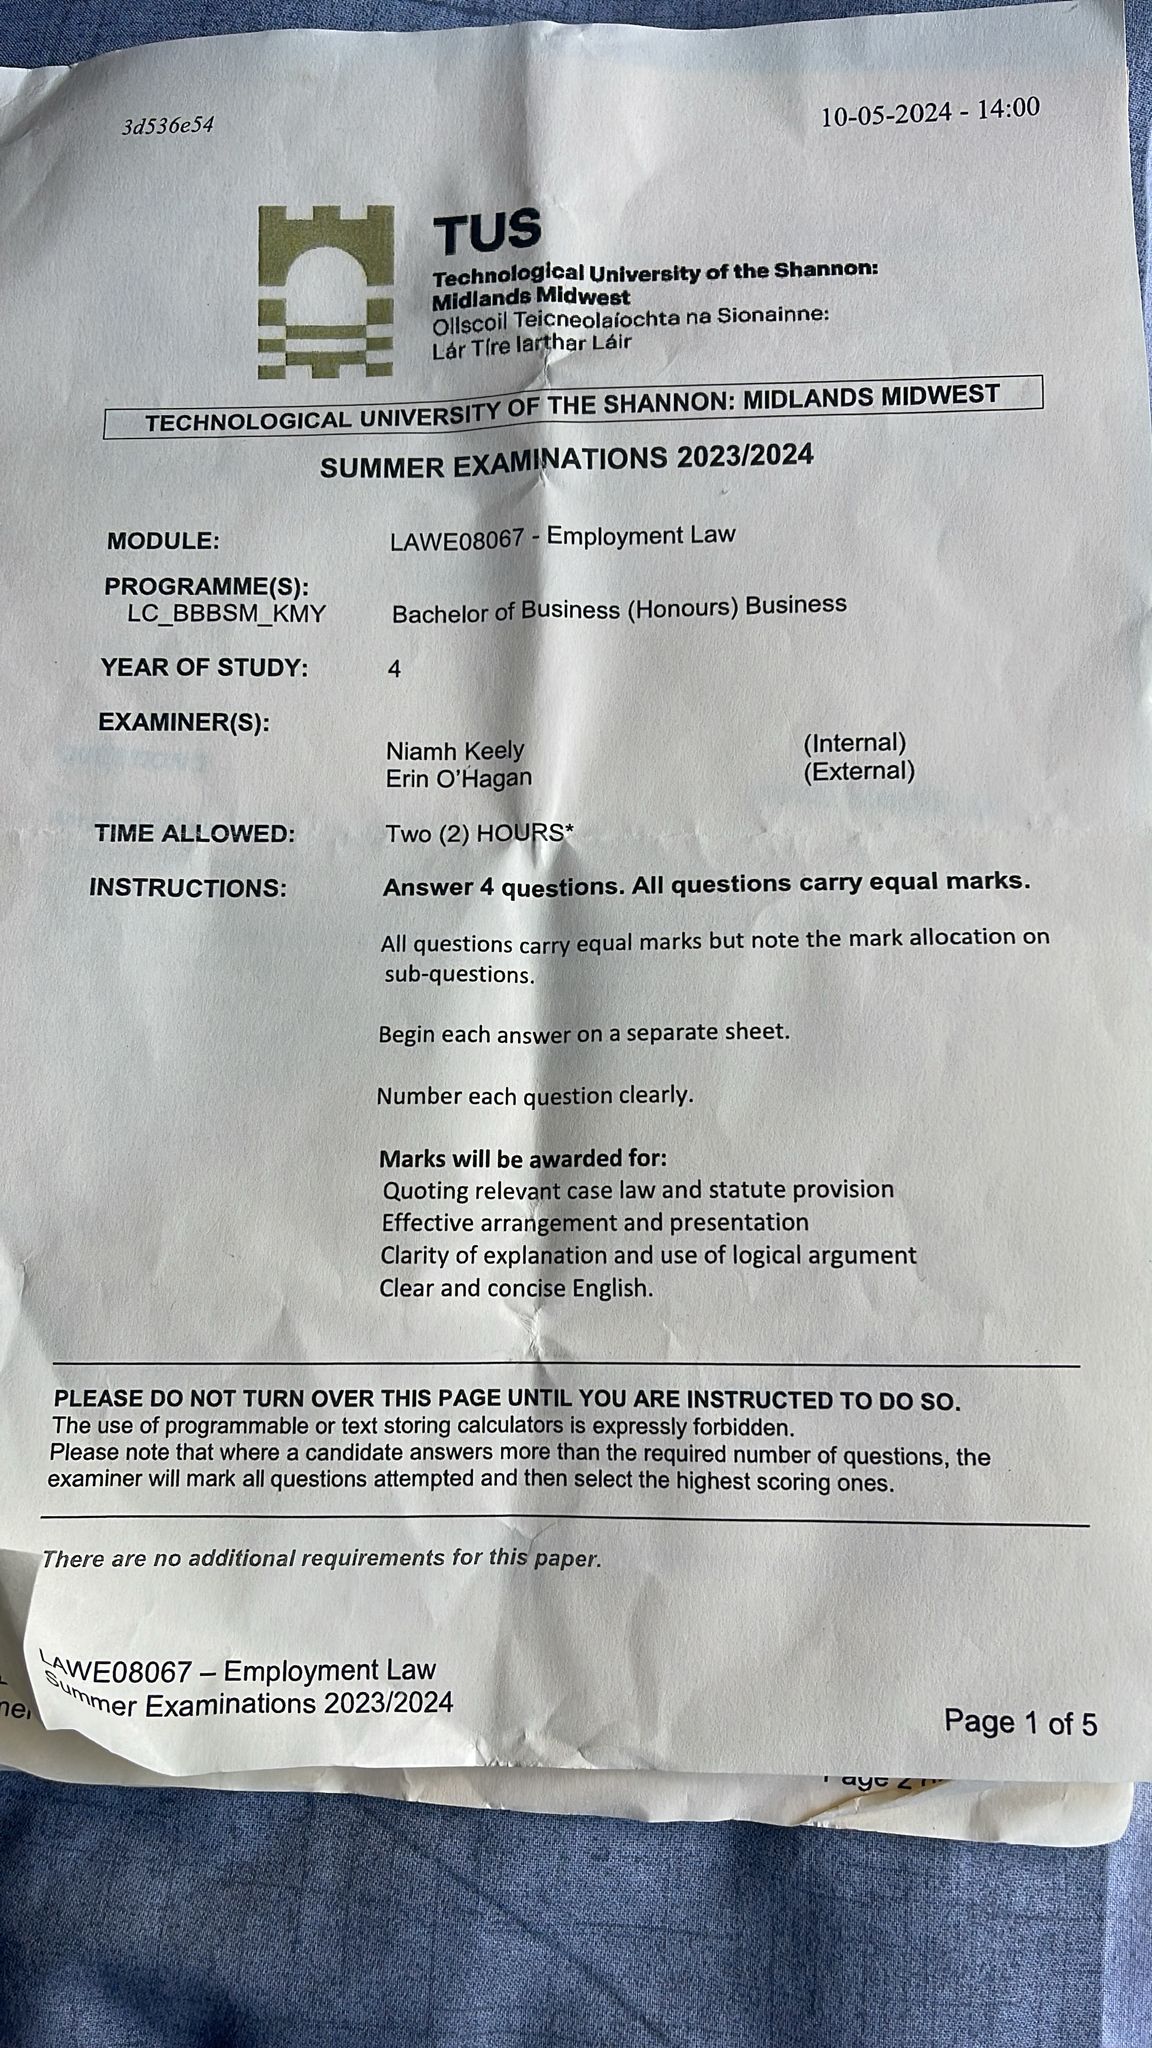 3d536e54
10-05-2024 - 14:00
TUS
Technological University of the Shannon:
Midlands Midwest
Ollscoil Teicneolaíochta na Sionainne:
Lár Tíre Iarthar Láir
TECHNOLOGICAL UNIVERSITY OF THE SHANNON: MIDLANDS MIDWEST
SUMMER EXAMINATIONS 2023/2024
MODULE: LAWE08067 - Employment Law
PROGRAMME(S):
LC_BBBSM_KMY Bachelor of Business (Honours) Business
YEAR OF STUDY: 4
EXAMINER(S):
Niamh Keely (Internal)
Erin O'Hagan (External)
TIME ALLOWED: Two (2) HOURS*
INSTRUCTIONS: Answer 4 questions. All questions carry equal marks.
All questions carry equal marks but note the mark allocation on
sub-questions.
Begin each answer on a separate sheet.
Number each question clearly.
Marks will be awarded for:
Quoting relevant case law and statute provision
Effective arrangement and presentation
Clarity of explanation and use of logical argument
Clear and concise English.
PLEASE DO NOT TURN OVER THIS PAGE UNTIL YOU ARE INSTRUCTED TO DO SO.
The use of programmable or text storing calculators is expressly forbidden.
Please note that where a candidate answers more than the required number of questions, the
examiner will mark all questions attempted and then select the highest scoring ones.
There are no additional requirements for this paper.
LAWE08067 – Employment Law
Summer Examinations 2023/2024
Page 1 of 5
Page 2